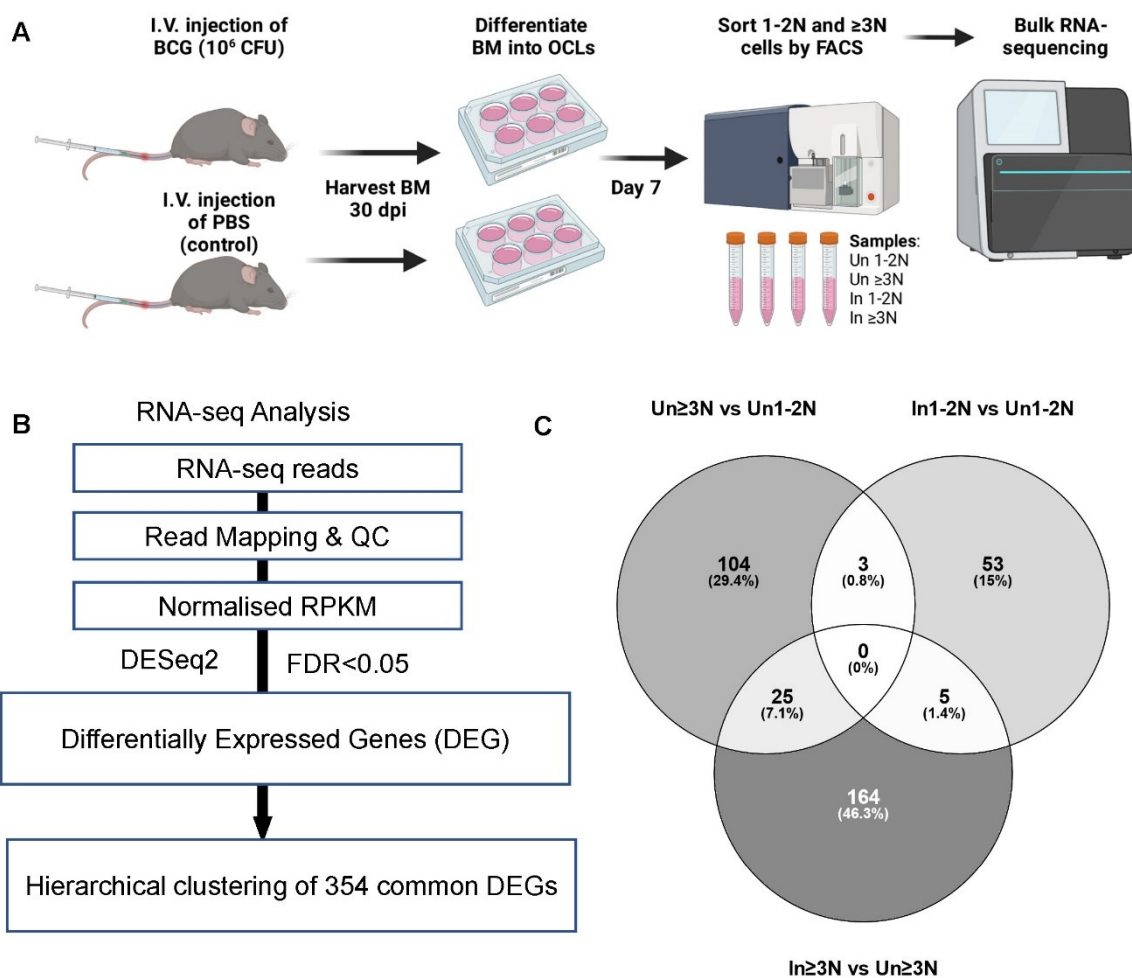 A
I.V. injection of
BCG (10⁶ CFU)
Differentiate
BM into OCLs
Sort 1-2N and ≥3N
cells by FACS
Bulk RNA-
sequencing
Harvest BM
30 dpi
Day 7
I.V. injection
of PBS
(control)
Samples:
Un 1-2N
Un ≥3N
In 1-2N
In ≥3N
B
RNA-seq Analysis
RNA-seq reads
Read Mapping & QC
Normalised RPKM
DESeq2
FDR<0.05
Differentially Expressed Genes (DEG)
Hierarchical clustering of 354 common DEGs
C
Un≥3N vs Un1-2N
In1-2N vs Un1-2N
104
(29.4%)
3
(0.8%)
53
(15%)
0
(0%)
25
(7.1%)
5
(1.4%)
164
(46.3%)
In≥3N vs Un≥3N